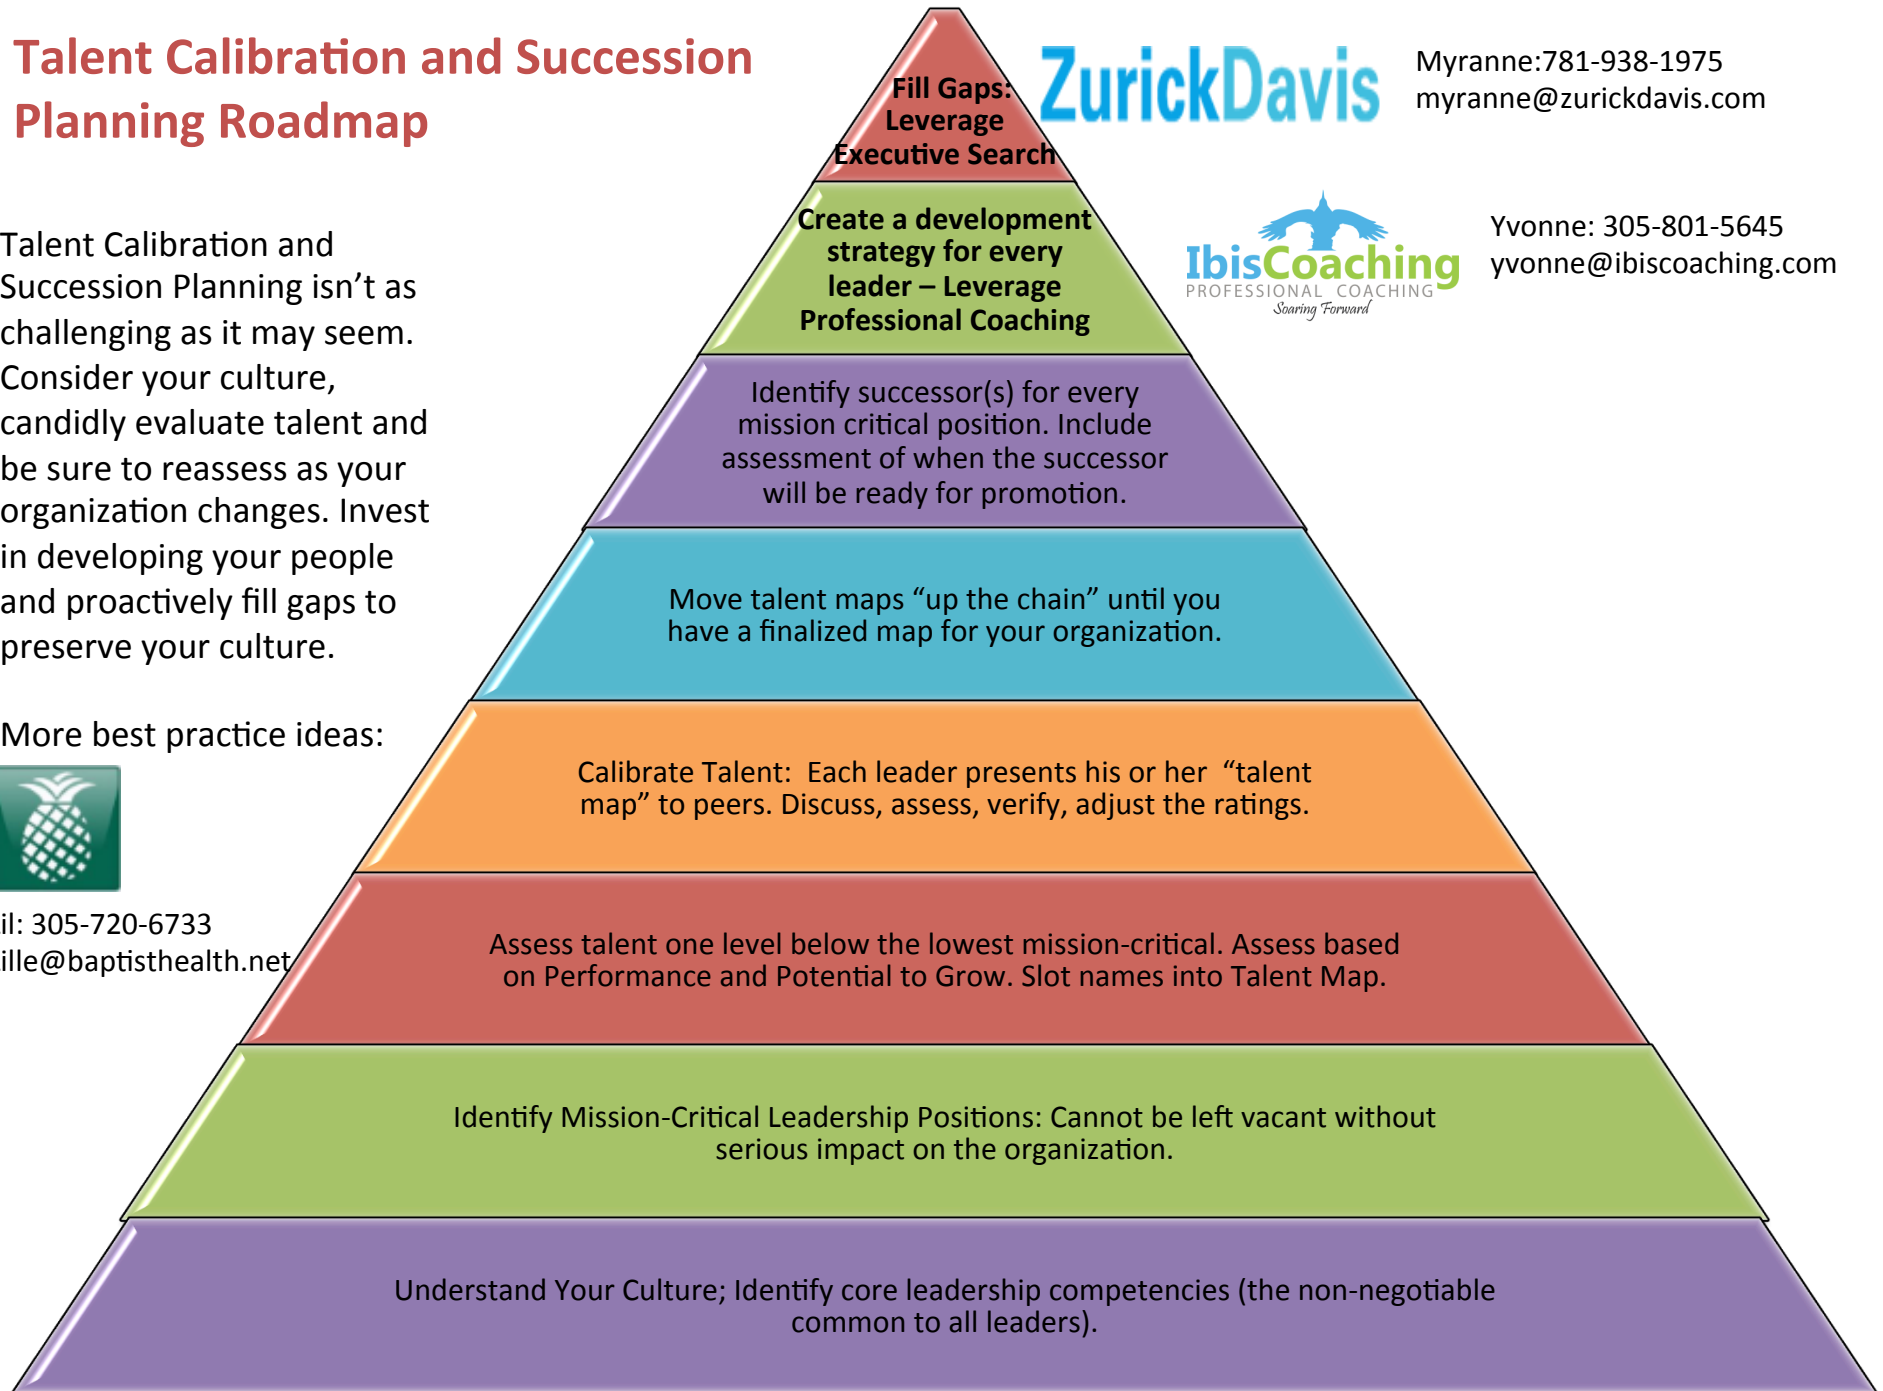 Talent Calibration and Succession
Planning Roadmap
Talent Calibration and
Succession Planning isn't as
challenging as it may seem.
Consider your culture,
candidly evaluate talent and
be sure to reassess as your
organization changes. Invest
in developing your people
and proactively fill gaps to
preserve your culture.
More best practice ideas:
il: 305-720-6733
ille@baptisthealth.net
ZurickDavis
Myranne:781-938-1975
myranne@zurickdavis.com
IbisCoaching
PROFESSIONAL COACHING
Soaring Forward
Yvonne: 305-801-5645
yvonne@ibiscoaching.com
Fill Gaps:
Leverage
Executive Search
Create a development
strategy for every
leader – Leverage
Professional Coaching
Identify successor(s) for every
mission critical position. Include
assessment of when the successor
will be ready for promotion.
Move talent maps “up the chain” until you
have a finalized map for your organization.
Calibrate Talent:  Each leader presents his or her  “talent
map” to peers. Discuss, assess, verify, adjust the ratings.
Assess talent one level below the lowest mission-critical. Assess based
on Performance and Potential to Grow. Slot names into Talent Map.
Identify Mission-Critical Leadership Positions: Cannot be left vacant without
serious impact on the organization.
Understand Your Culture; Identify core leadership competencies (the non-negotiable
common to all leaders).